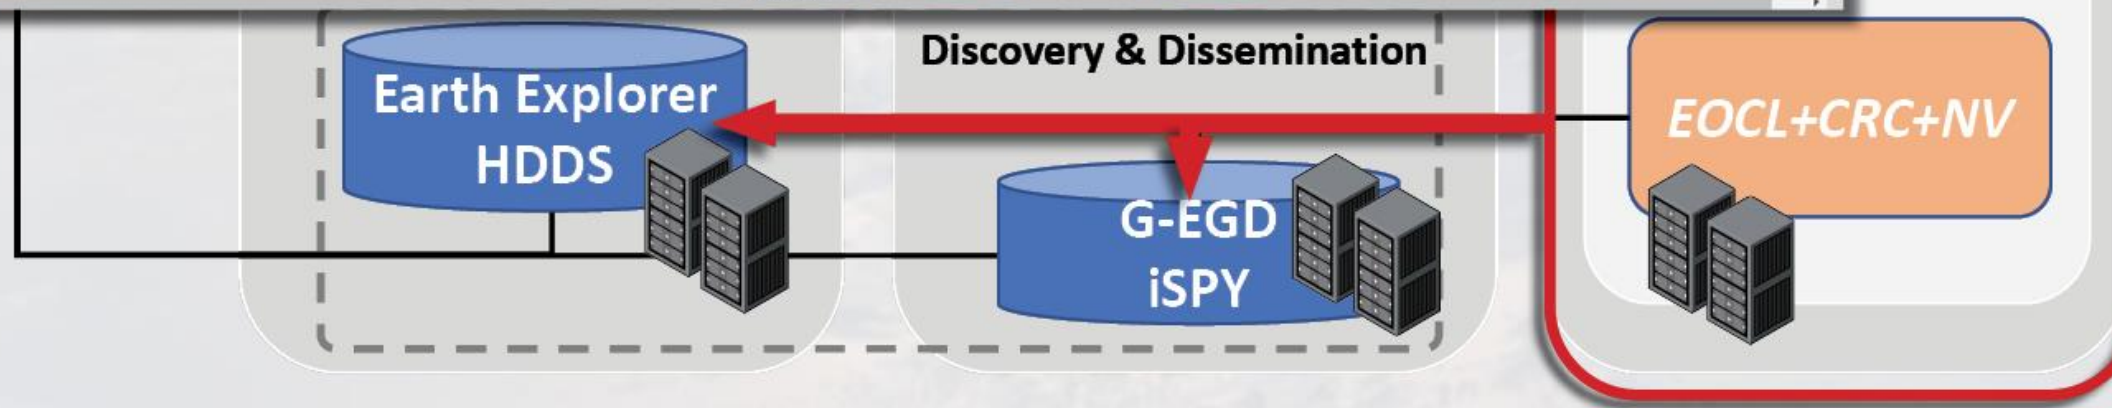 Discovery & Dissemination
Earth Explorer
HDDS
EOCL+CRC+NV
G-EGD
iSPY